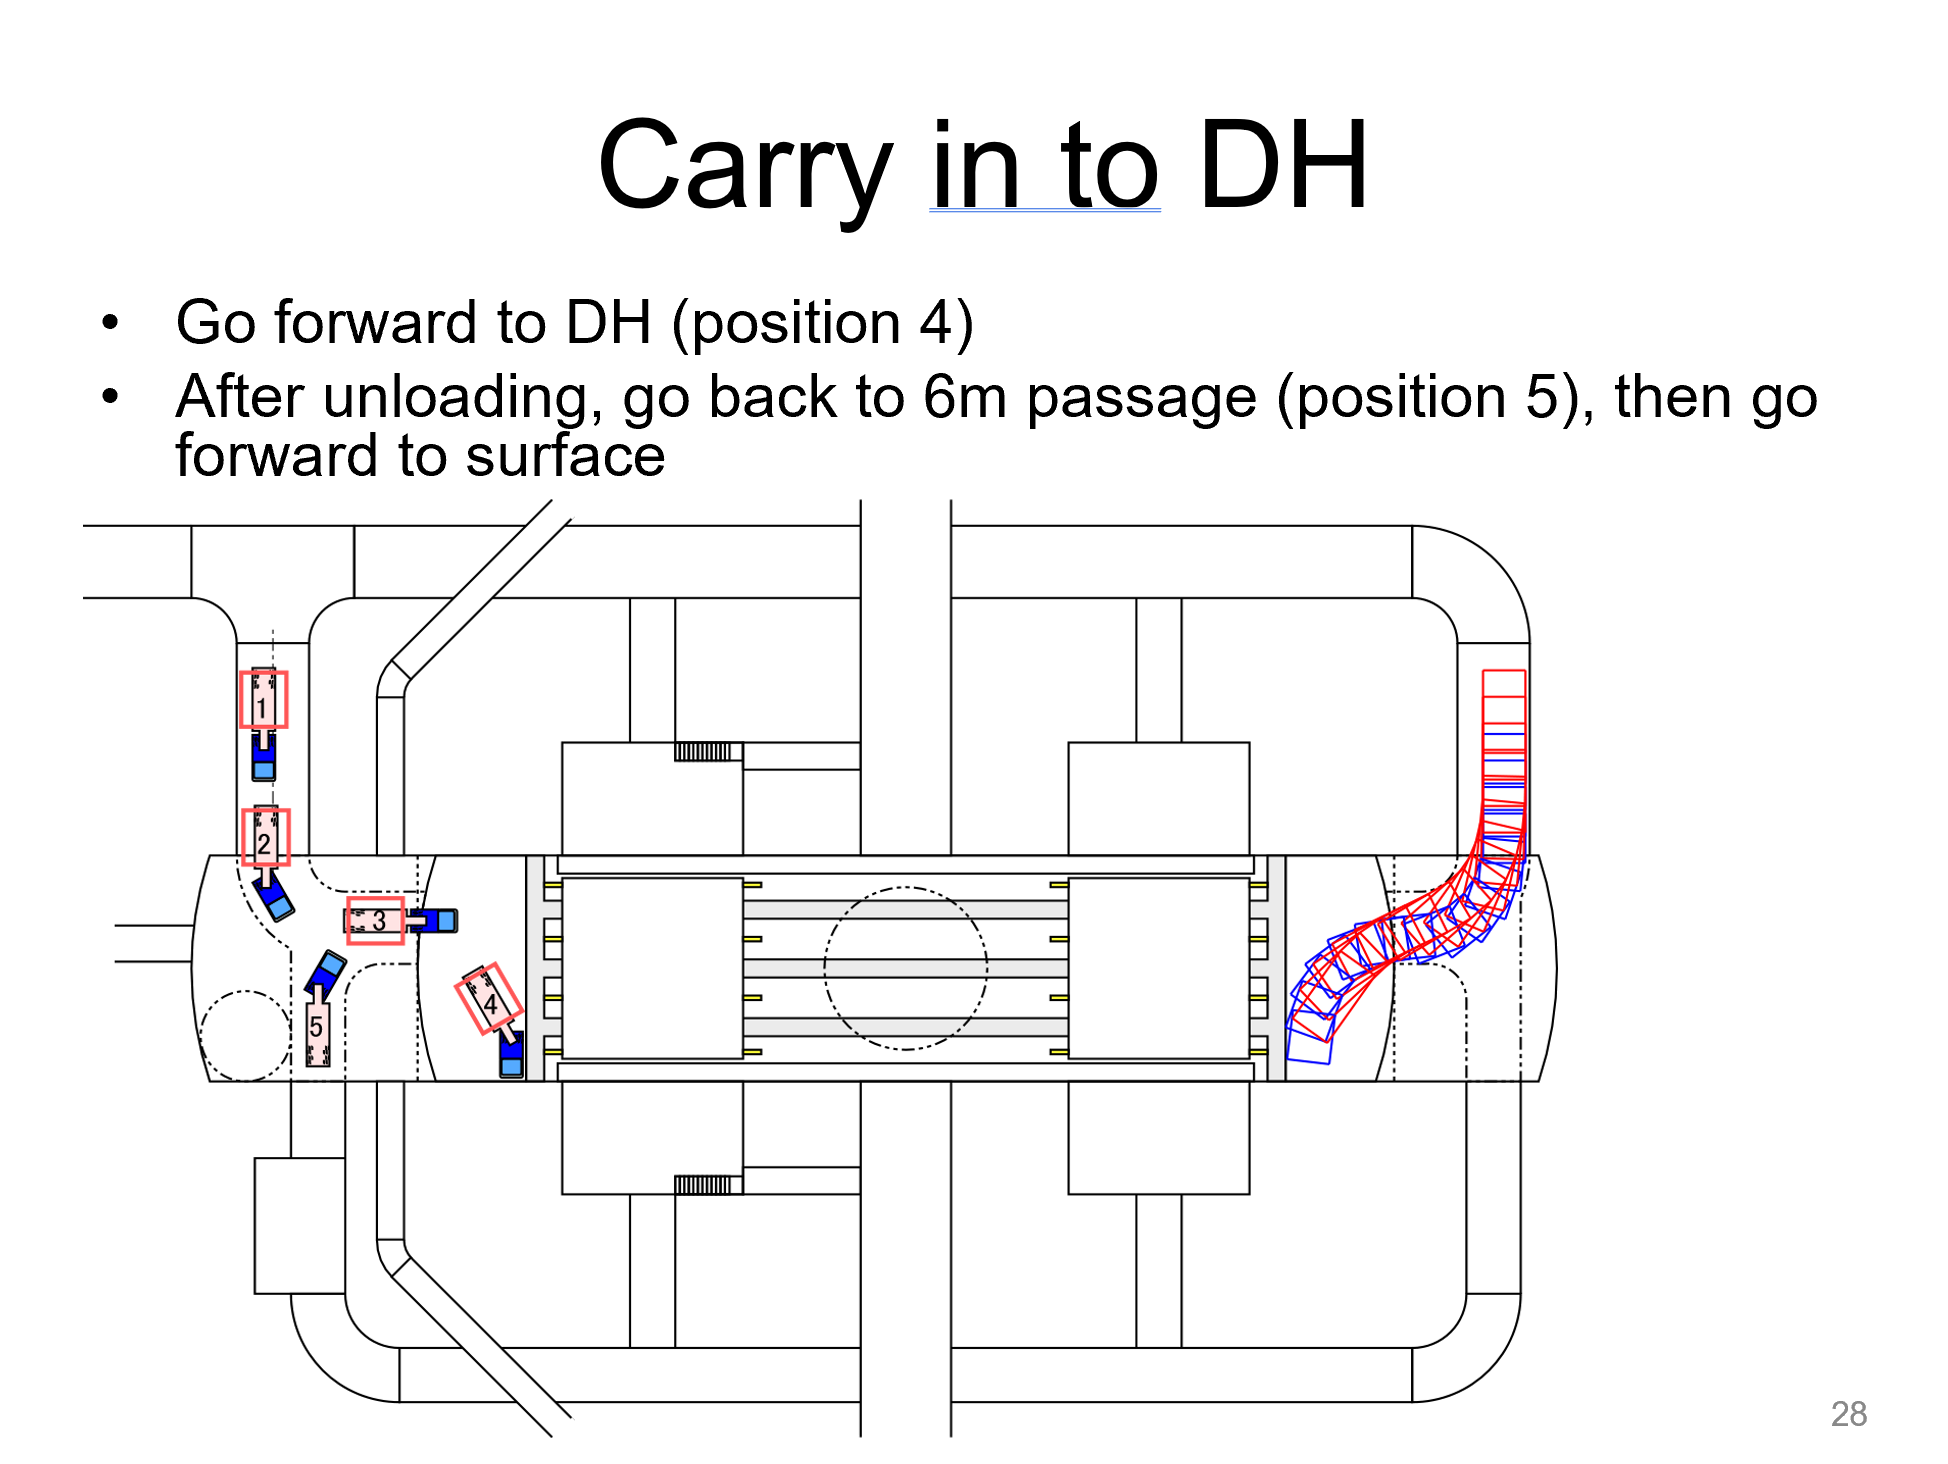 Carry in to DH
• Go forward to DH (position 4)
• After unloading, go back to 6m passage (position 5), then go
forward to surface
1
2
3
4
5
28